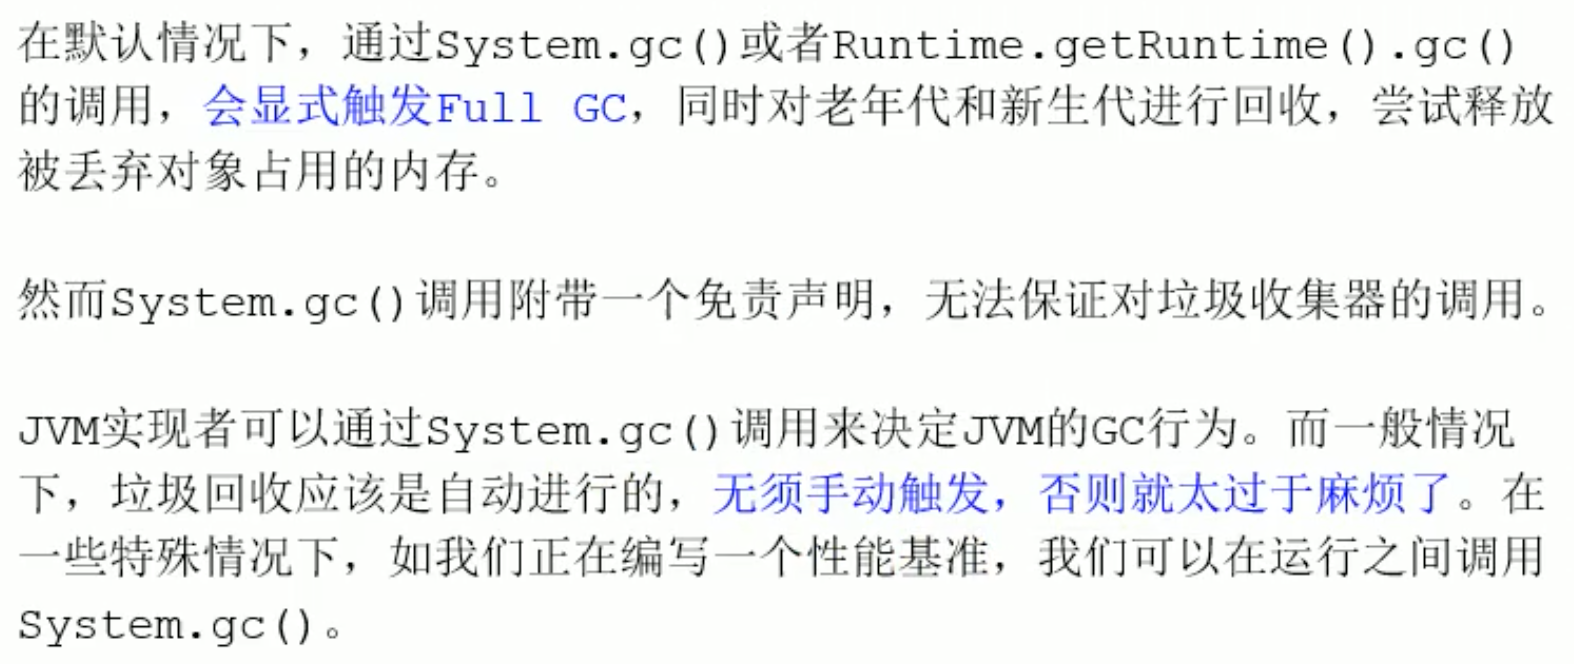 在默认情况下，通过System.gc()或者Runtime.getRuntime().gc()
的调用，会显式触发Full GC，同时对老年代和新生代进行回收，尝试释放
被丢弃对象占用的内存。
然而System.gc()调用附带一个免责声明，无法保证对垃圾收集器的调用。
JVM实现者可以通过System.gc()调用来决定JVM的GC行为。而一般情况
下，垃圾回收应该是自动进行的，无须手动触发，否则就太过于麻烦了。在
一些特殊情况下，如我们正在编写一个性能基准，我们可以在运行之间调用
System.gc()。